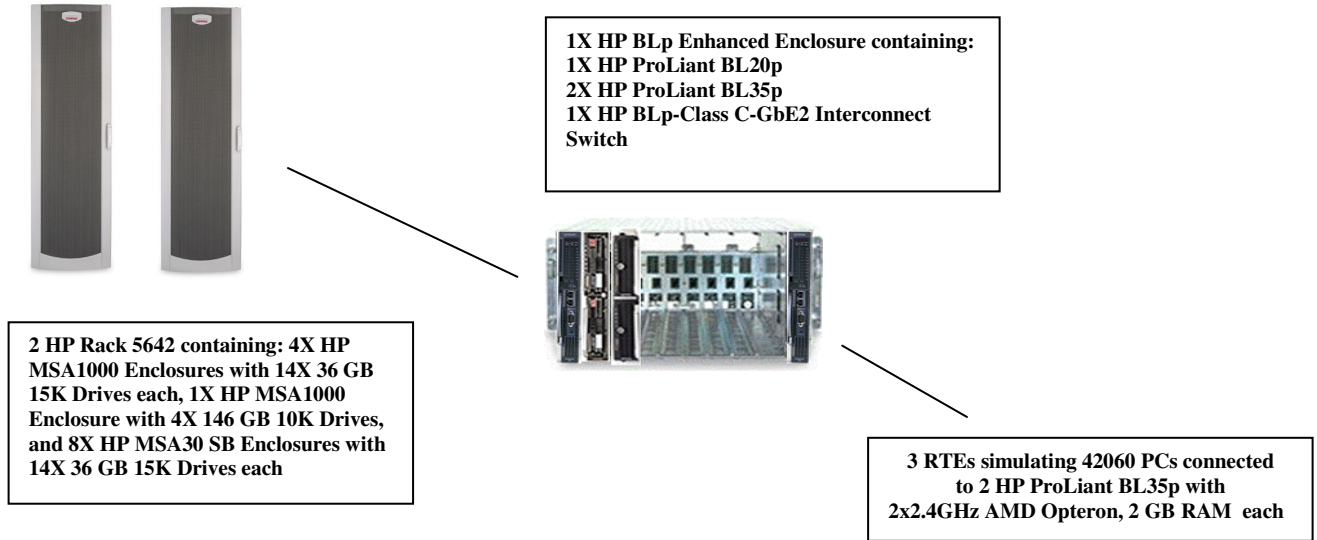 1X HP BLp Enhanced Enclosure containing:
1X HP ProLiant BL20p
2X HP ProLiant BL35p
1X HP BLp-Class C-GbE2 Interconnect
Switch
2 HP Rack 5642 containing: 4X HP
MSA1000 Enclosures with 14X 36 GB
15K Drives each, 1X HP MSA1000
Enclosure with 4X 146 GB 10K Drives,
and 8X HP MSA30 SB Enclosures with
14X 36 GB 15K Drives each
3 RTEs simulating 42060 PCs connected
to 2 HP ProLiant BL35p with
2x2.4GHz AMD Opteron, 2 GB RAM each